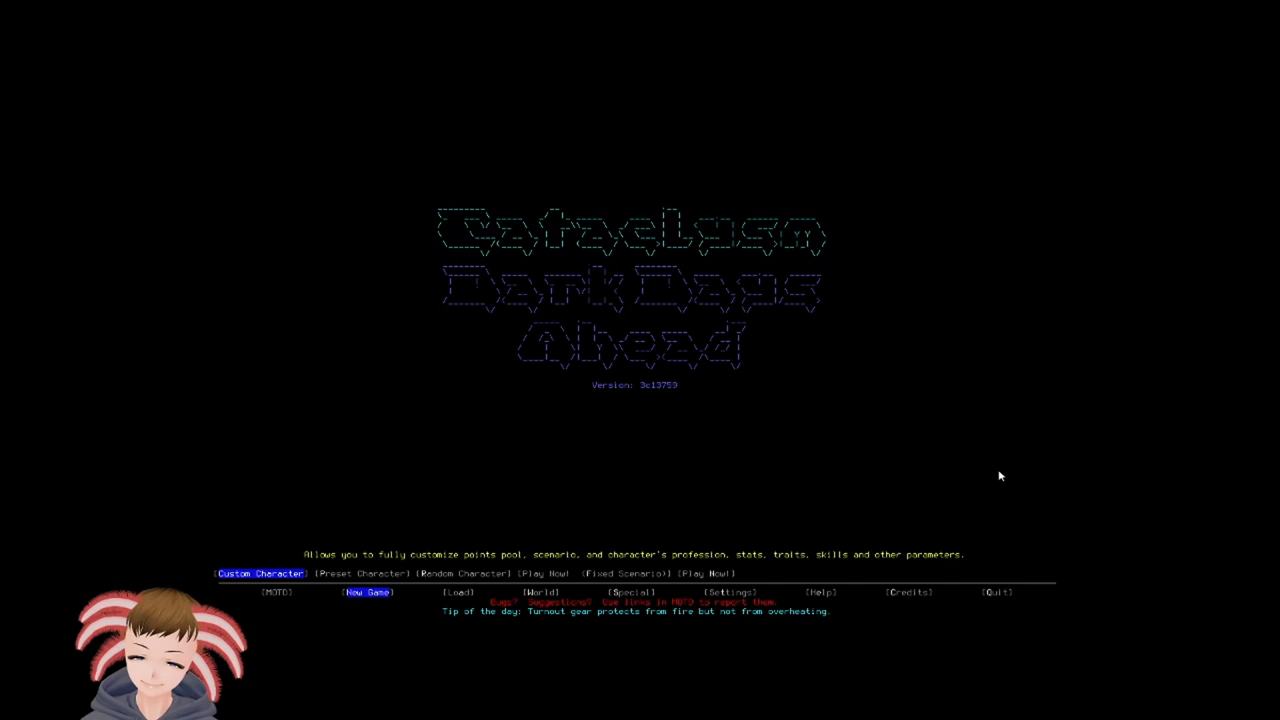 Cataclysm
Dark Days
Ahead
Version: 3c13759
Allows you to fully customize points pool, scenario, and character's profession, stats, traits, skills and other parameters.
[Custom Character] [Preset Character] [Random Character] [Play Now! (Fixed Scenario)] [Play Now!]
[MOTD] [New Game] [Load] [World] [Special] [Settings] [Help] [Credits] [Quit]
Bugs? Suggestions? Use links in MOTD to report them.
Tip of the day: Turnout gear protects from fire but not from overheating.